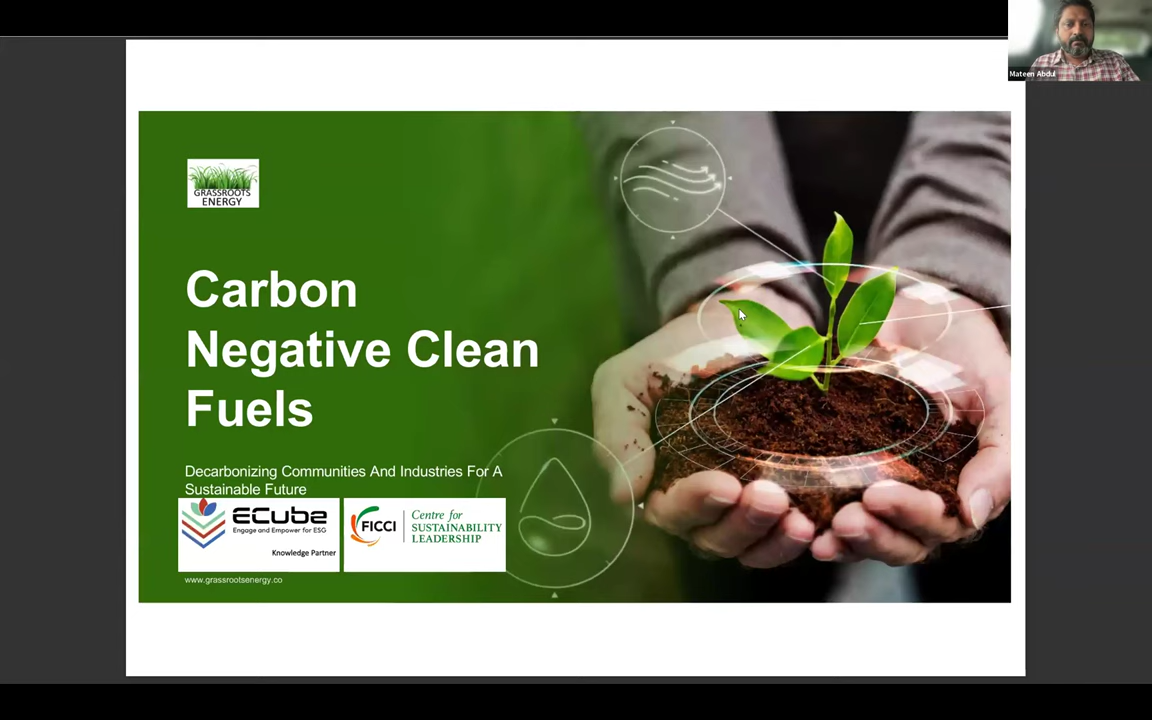 Mateen Abdul
GRASSROOTS
ENERGY
Carbon
Negative Clean
Fuels
Decarbonizing Communities And Industries For A
Sustainable Future
ECube
Engage and Empower for ESG
Knowledge Partner
FICCI
Centre for
SUSTAINABILITY
LEADERSHIP
www.grassrootsenergy.co